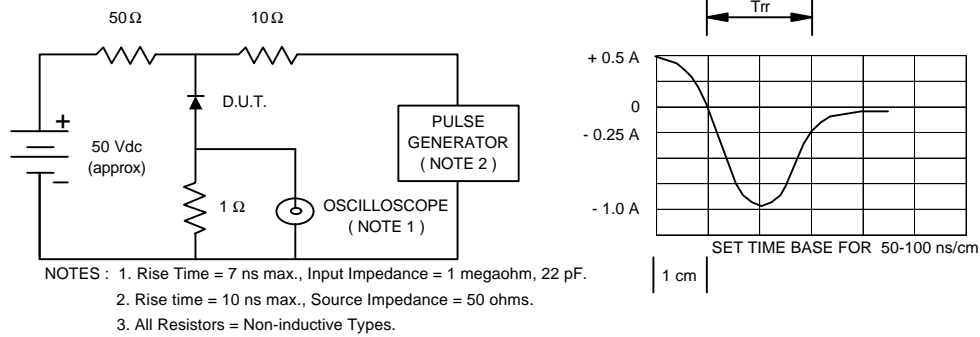 50 Ω
10 Ω
D.U.T.
+
50 Vdc
(approx)
−
1 Ω
OSCILLOSCOPE
( NOTE 1 )
PULSE
GENERATOR
( NOTE 2 )
NOTES : 1. Rise Time = 7 ns max., Input Impedance = 1 megaohm, 22 pF.
2. Rise time = 10 ns max., Source Impedance = 50 ohms.
3. All Resistors = Non-inductive Types.
Trr
+ 0.5 A
0
- 0.25 A
- 1.0 A
SET TIME BASE FOR 50-100 ns/cm
1 cm